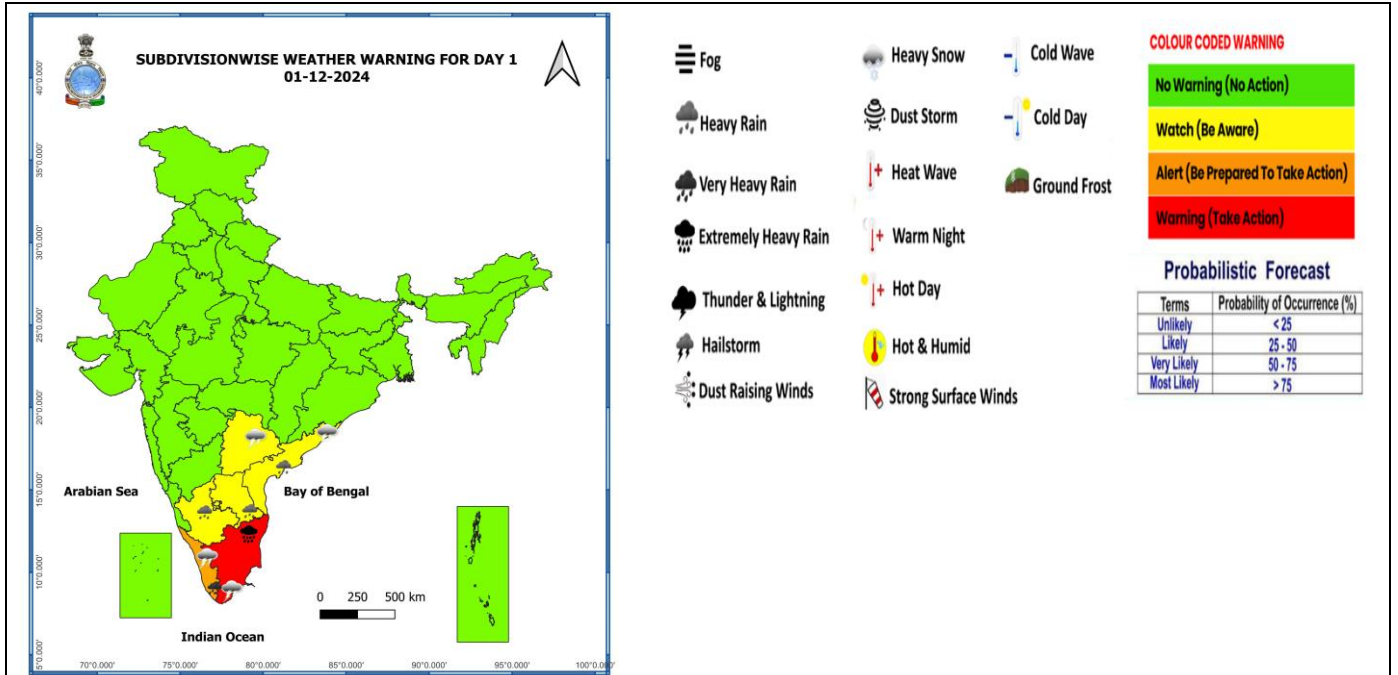 SUBDIVISIONWISE WEATHER WARNING FOR DAY 1
01-12-2024
40°0.000'
35°0.000'
30°0.000'
25°0.000'
20°0.000'
15°0.000'
10°0.000'
5°0.000'
Arabian Sea
Bay of Bengal
0 250 500 km
Indian Ocean
70°0.000' 75°0.000' 80°0.000' 85°0.000' 90°0.000' 95°0.000' 100°0.000'
Fog
Heavy Rain
Very Heavy Rain
Extremely Heavy Rain
Thunder & Lightning
Hailstorm
Dust Raising Winds
Heavy Snow
Dust Storm
Heat Wave
Warm Night
Hot Day
Hot & Humid
Strong Surface Winds
Cold Wave
Cold Day
Ground Frost
COLOUR CODED WARNING
No Warning (No Action)
Watch (Be Aware)
Alert (Be Prepared To Take Action)
Warning (Take Action)
Probabilistic Forecast
Terms Probability of Occurrence (%)
Unlikely < 25
Likely 25 - 50
Very Likely 50 - 75
Most Likely > 75